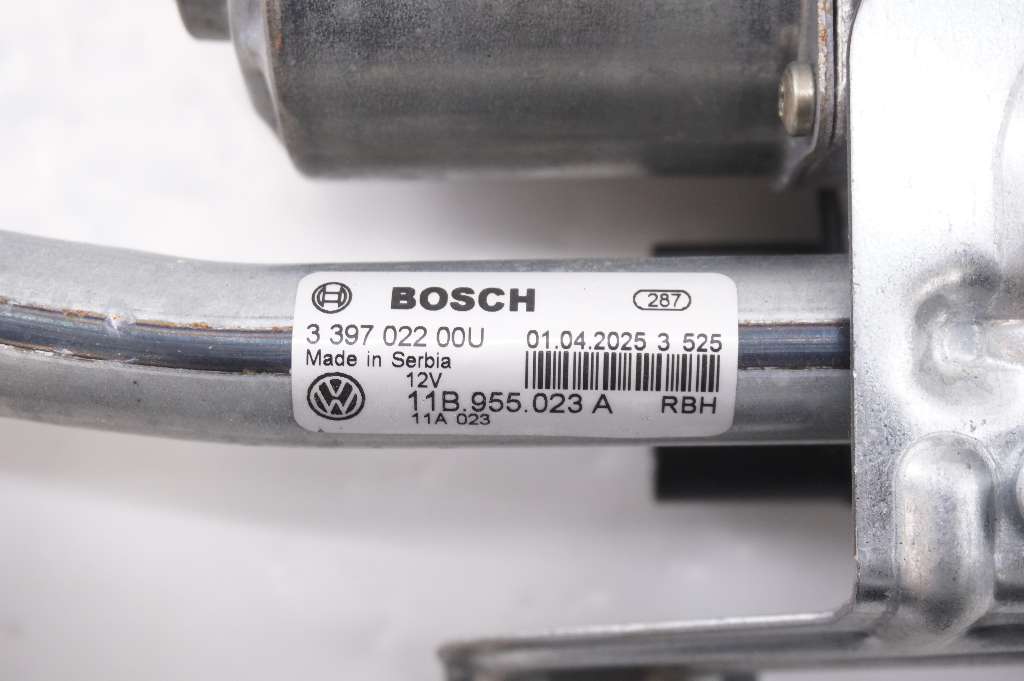 BOSCH 287
3 397 022 00U 01.04.2025 3 525
Made in Serbia
12V
11B.955.023 A RBH
11A 023